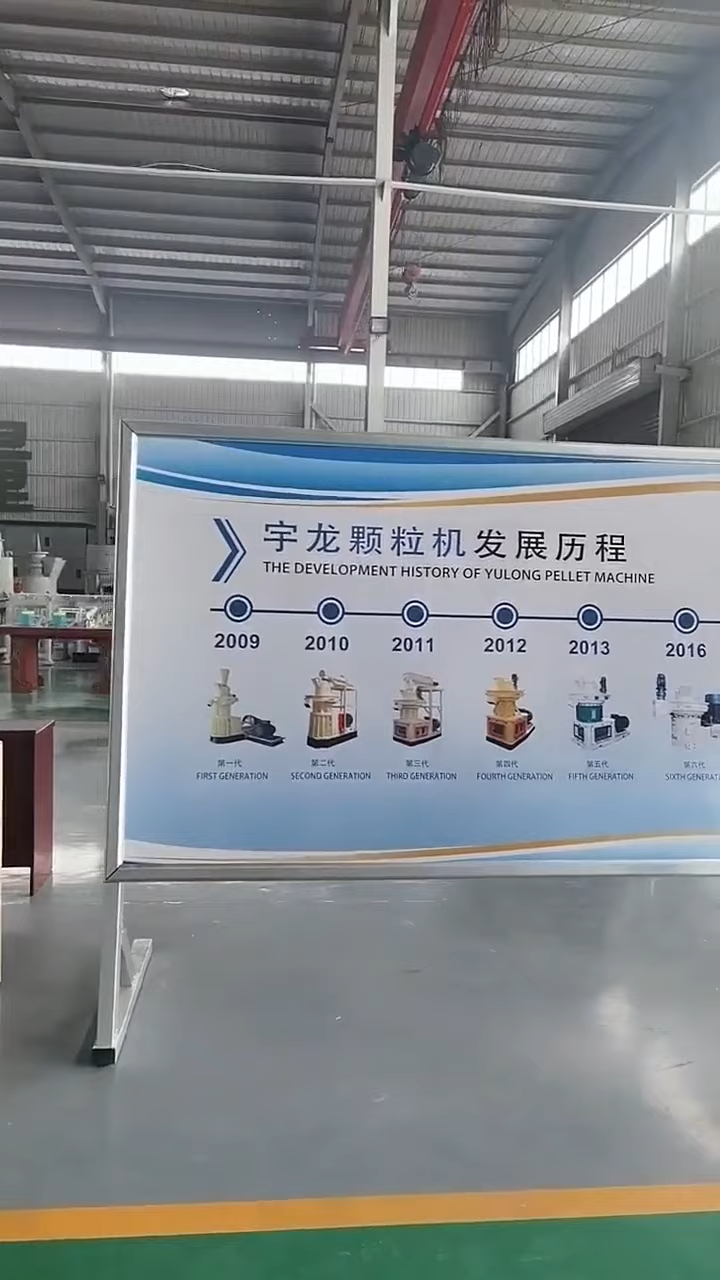 宇龙颗粒机发展历程
THE DEVELOPMENT HISTORY OF YULONG PELLET MACHINE
2009 2010 2011 2012 2013 2016
第一代 第二代 第三代 第四代 第五代 第六代
FIRST GENERATION SECOND GENERATION THIRD GENERATION FOURTH GENERATION FIFTH GENERATION SIXTH GENERAT